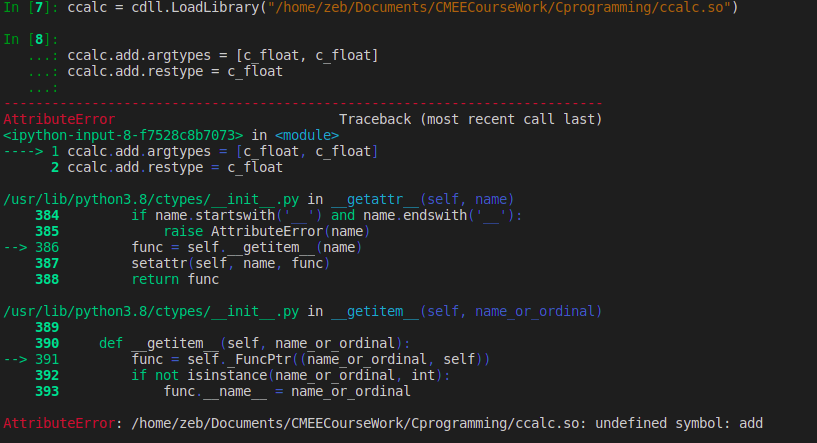 In [7]: ccalc = cdll.LoadLibrary("/home/zeb/Documents/CMEECourseWork/Cprogramming/ccalc.so")
In [8]:
...: ccalc.add.argtypes = [c_float, c_float]
...: ccalc.add.restype = c_float
...:
---------------------------------------------------------------------------
AttributeError                            Traceback (most recent call last)
<ipython-input-8-f7528c8b7073> in <module>
----> 1 ccalc.add.argtypes = [c_float, c_float]
      2 ccalc.add.restype = c_float
/usr/lib/python3.8/ctypes/__init__.py in __getattr__(self, name)
    384         if name.startswith('__') and name.endswith('__'):
    385             raise AttributeError(name)
--> 386         func = self.__getitem__(name)
    387         setattr(self, name, func)
    388         return func
/usr/lib/python3.8/ctypes/__init__.py in __getitem__(self, name_or_ordinal)
    389
    390     def __getitem__(self, name_or_ordinal):
--> 391         func = self._FuncPtr((name_or_ordinal, self))
    392         if not isinstance(name_or_ordinal, int):
    393             func.__name__ = name_or_ordinal
AttributeError: /home/zeb/Documents/CMEECourseWork/Cprogramming/ccalc.so: undefined symbol: add